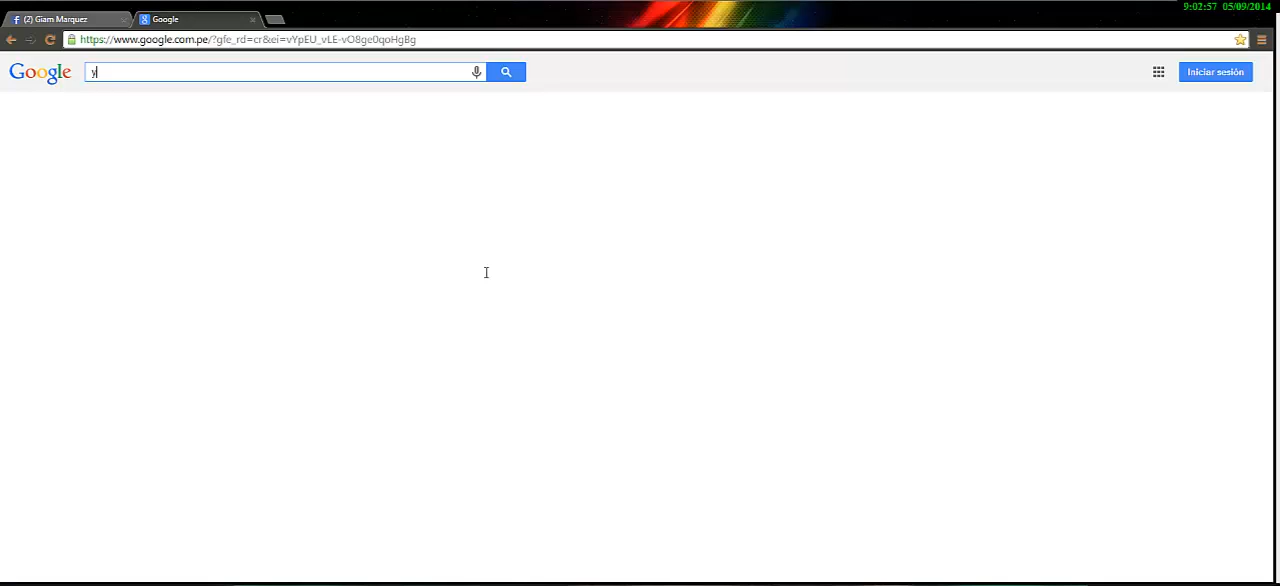 9:02:57 05/09/2014
(2) Giam Marquez
Google
https://www.google.com.pe/?gfe_rd=cr&ei=vYpEU_vLE-vO8ge0qoHgBg
Google
y
Iniciar sesión